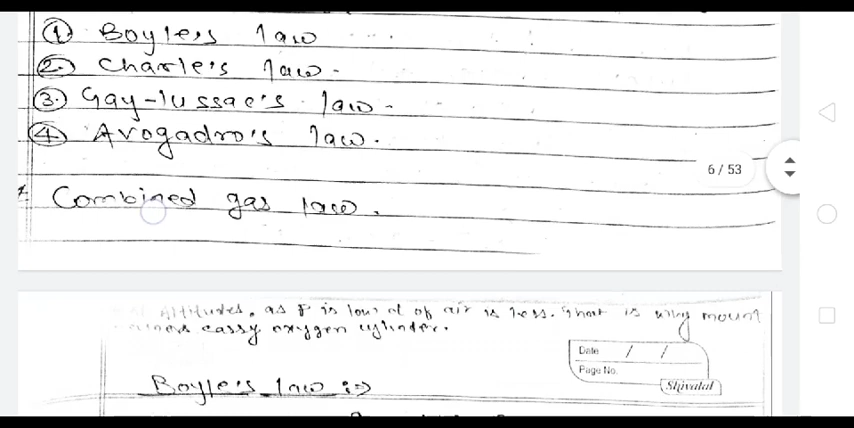 ① Boyless law
② Charle's law -
③ Gay-lussac's law -
④ Avogadro's law.
6 / 53
Combined gas law.
Altitudes, as P is low, d of air is less. That is why mount
carry oxygen cylinder.
Date / /
Page No.
Shivalal
Boyle's law :⇒